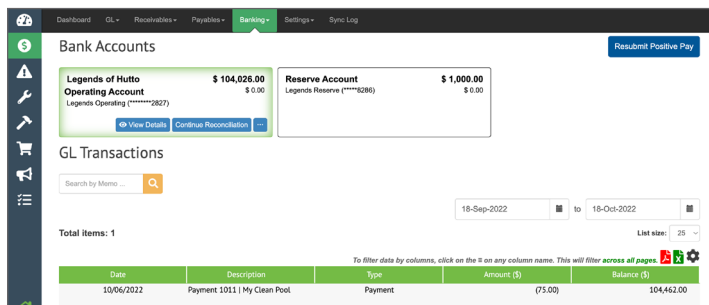 Dashboard GL Receivables Payables Banking Settings Sync Log
Bank Accounts
Resubmit Positive Pay
Legends of Hutto $ 104,026.00
Operating Account $ 0.00
Legends Operating (********2827)
View Details Continue Reconciliation ...
Reserve Account $ 1,000.00
Legends Reserve (*****8286) $ 0.00
GL Transactions
Search by Memo ...
18-Sep-2022 to 18-Oct-2022
Total items: 1 List size: 25
To filter data by columns, click on the ≡ on any column name. This will filter across all pages.
Date Description Type Amount ($) Balance ($)
10/06/2022 Payment 1011 | My Clean Pool Payment (75.00) 104,462.00